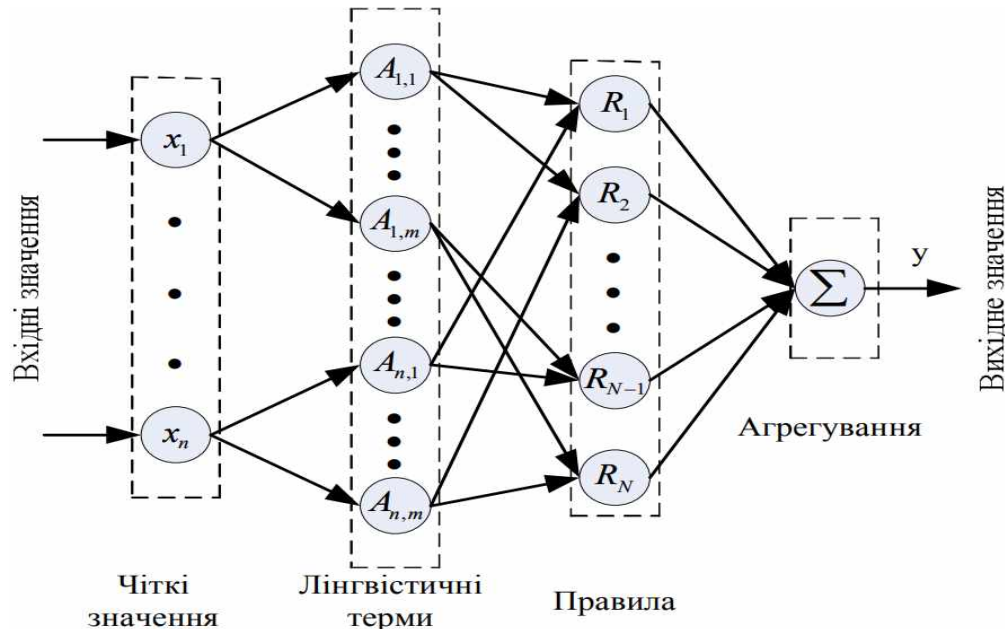 Вхідні значення
x1
xn
Чіткі
значення
A1,1
A1,m
An,1
An,m
Лінгвістичні
терми
R1
R2
RN−1
RN
Правила
Σ
Агрегування
У
Вихідне значення